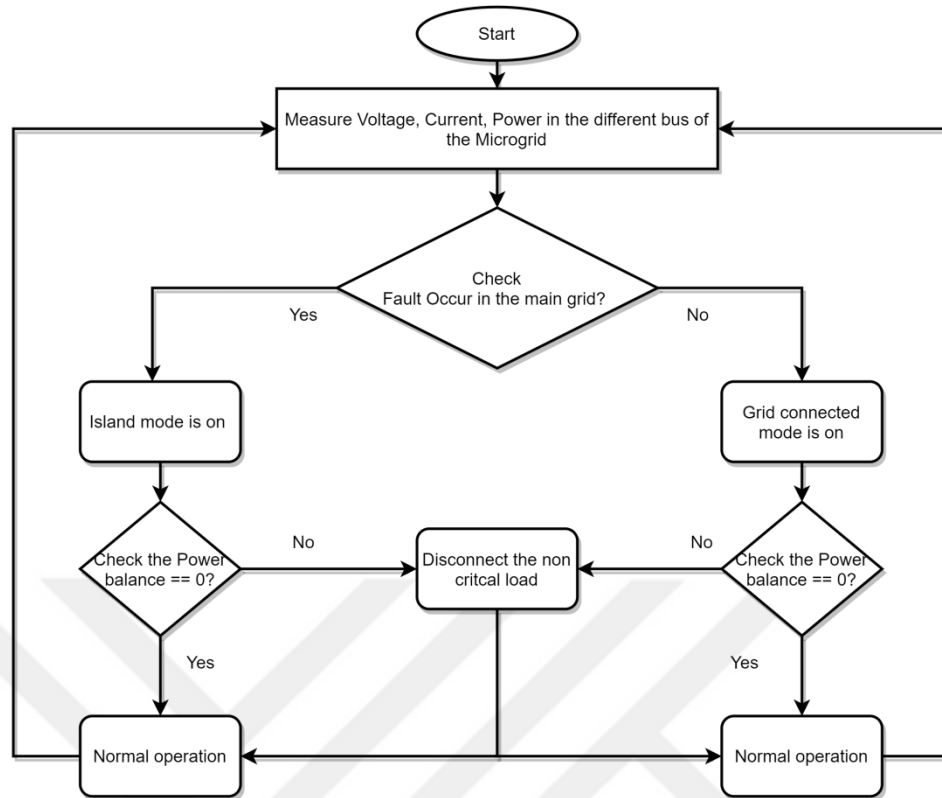 Start
Measure Voltage, Current, Power in the different bus of
the Microgrid
Check
Fault Occur in the main grid?
Yes
No
Island mode is on
Grid connected
mode is on
Check the Power
balance == 0?
No
Disconnect the non
critcal load
No
Check the Power
balance == 0?
Yes
Yes
Normal operation
Normal operation